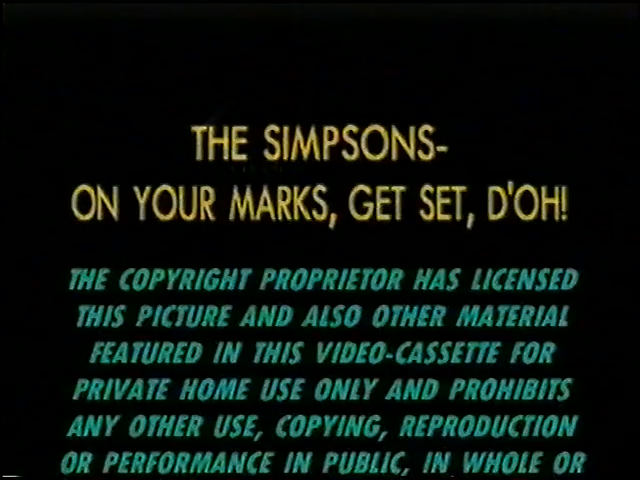 THE SIMPSONS-
ON YOUR MARKS, GET SET, D'OH!
THE COPYRIGHT PROPRIETOR HAS LICENSED
THIS PICTURE AND ALSO OTHER MATERIAL
FEATURED IN THIS VIDEO-CASSETTE FOR
PRIVATE HOME USE ONLY AND PROHIBITS
ANY OTHER USE, COPYING, REPRODUCTION
OR PERFORMANCE IN PUBLIC, IN WHOLE OR